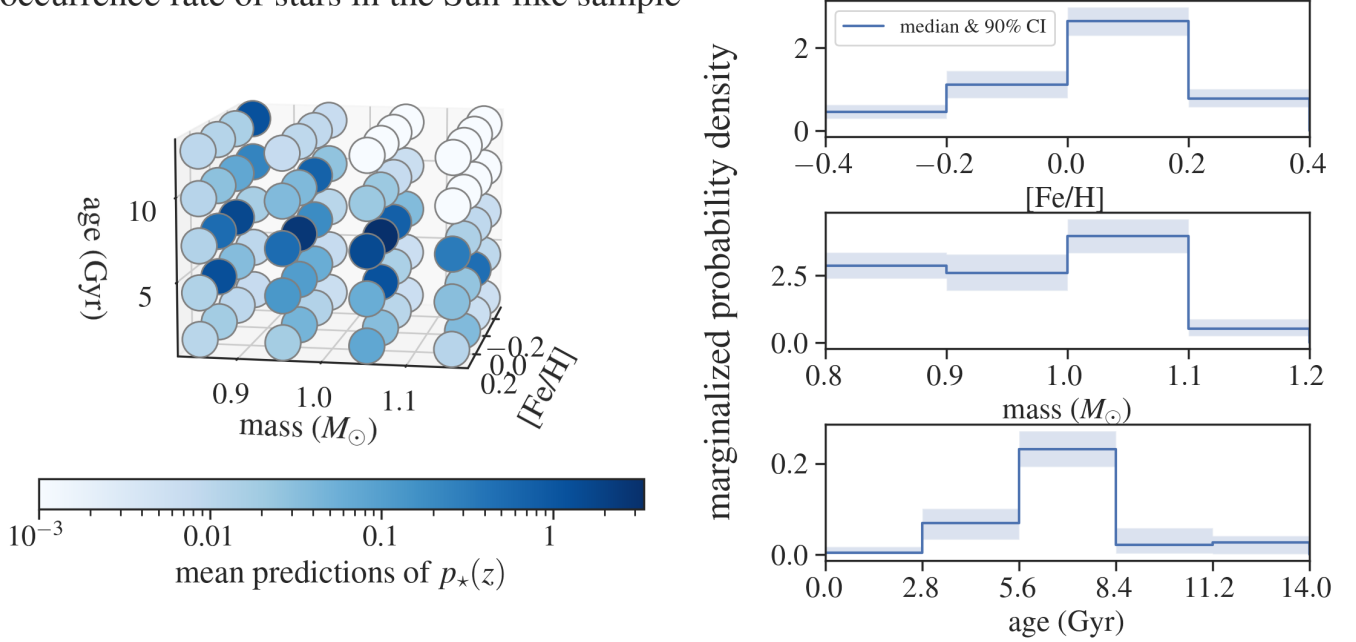 occurrence rate of stars in the Sun-like sample
age (Gyr)
10
5
0.9
1.0
1.1
mass (M⊙)
−0.2
0.0
0.2
[Fe/H]
10⁻³
0.01
0.1
1
mean predictions of p⋆(z)
marginalized probability density
median & 90% CI
2
0
−0.4 −0.2 0.0 0.2 0.4
[Fe/H]
2.5
0.0
0.8 0.9 1.0 1.1 1.2
mass (M⊙)
0.2
0.0
0.0 2.8 5.6 8.4 11.2 14.0
age (Gyr)